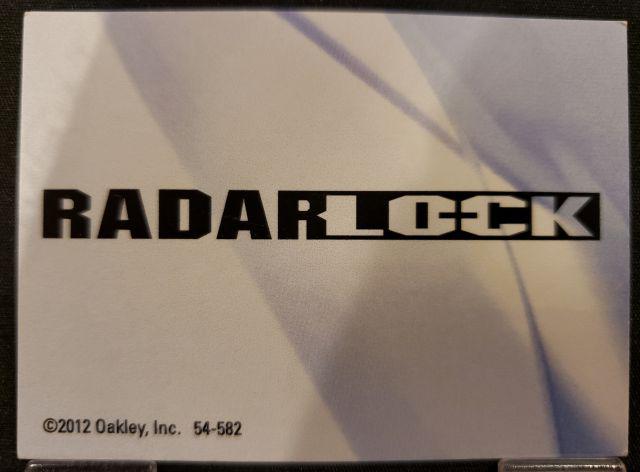 RADARLOCK
©2012 Oakley, Inc. 54-582